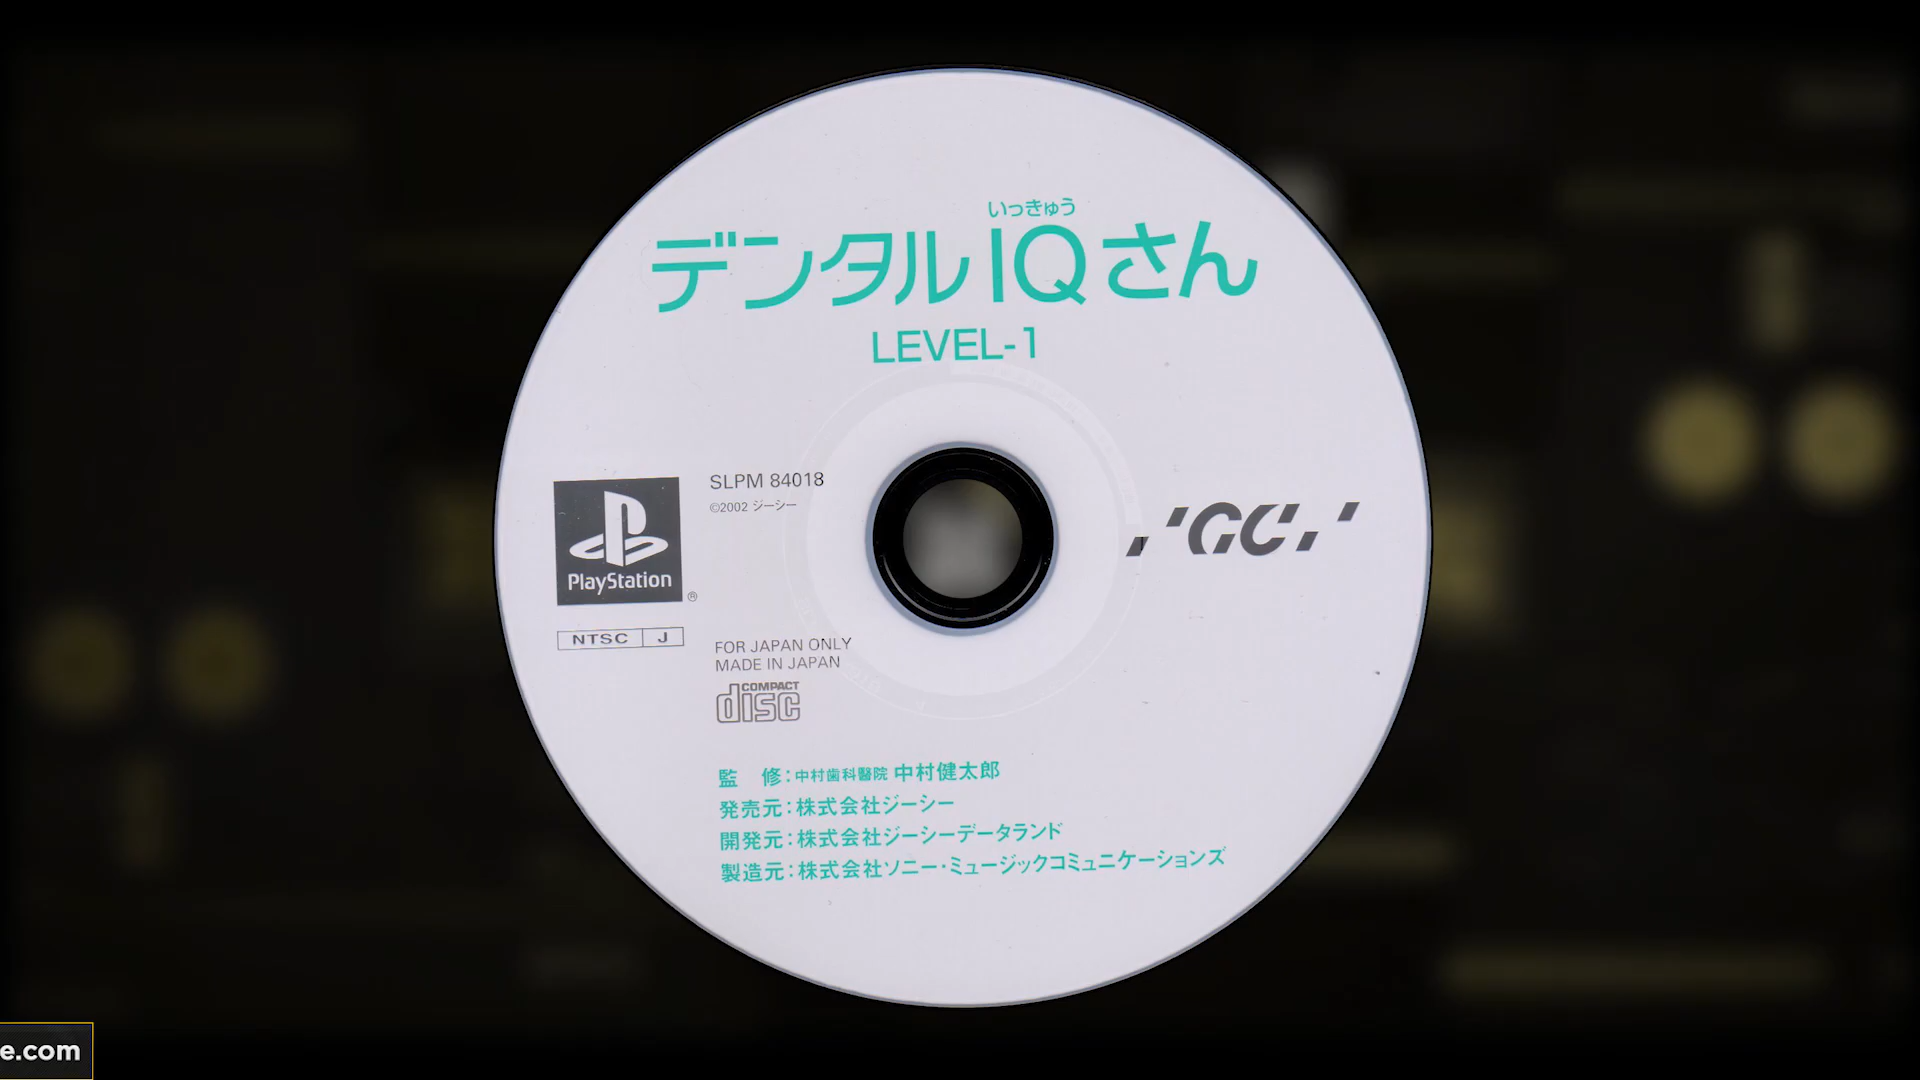 いっきゅう
デンタルIQさん
LEVEL-1
SLPM 84018
©2002 ジーシー
PlayStation
®
NTSC J
GC
FOR JAPAN ONLY
MADE IN JAPAN
COMPACT
disc
監 修：中村歯科醫院 中村健太郎
発売元：株式会社ジーシー
開発元：株式会社ジーシーデータランド
製造元：株式会社ソニー・ミュージックコミュニケーションズ
e.com